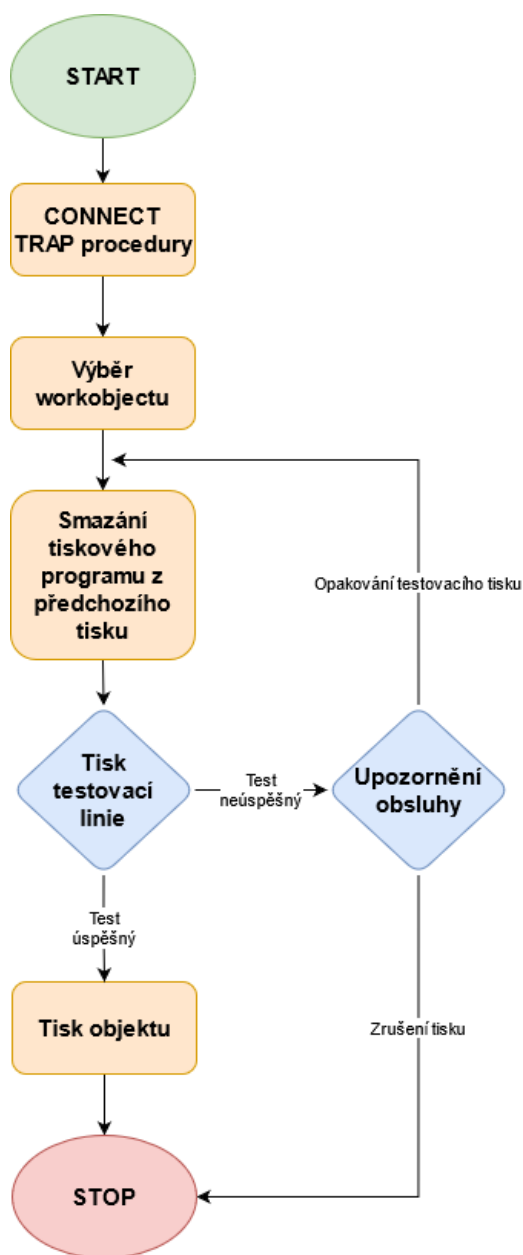 START
CONNECT
TRAP procedury
Výběr
workobjectu
Smazání
tiskového
programu z
předchozího
tisku
Opakování testovacího tisku
Tisk
testovací
linie
Test
neúspěšný
Upozornění
obsluhy
Test
úspěšný
Tisk objektu
Zrušení tisku
STOP